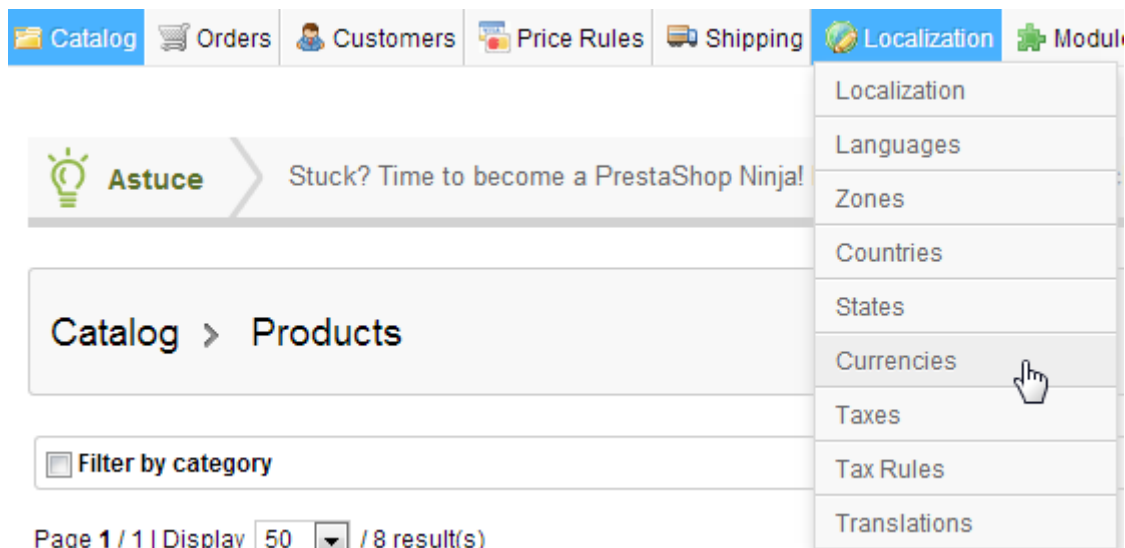 Catalog Orders Customers Price Rules Shipping Localization
Localization
Languages
Zones
Countries
States
Currencies
Taxes
Tax Rules
Translations
Astuce Stuck? Time to become a PrestaShop Ninja!
Catalog > Products
Filter by category
Page 1 / 1 | Display 50 / 8 result(s)